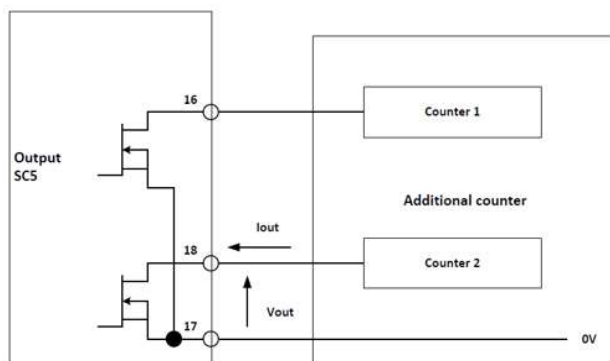 16
Counter 1
Output
SC5
Additional counter
Iout
18
Counter 2
Vout
17
0V